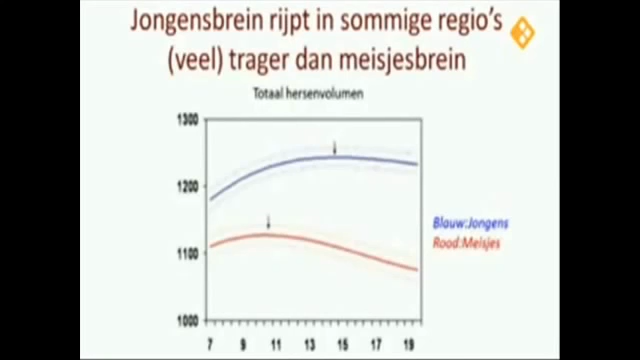 Jongensbrein rijpt in sommige regio's
(veel) trager dan meisjesbrein
Totaal hersenvolumen
1300
1200
1100
1000
7 9 11 13 15 17 19
Blauw:Jongens
Rood:Meisjes